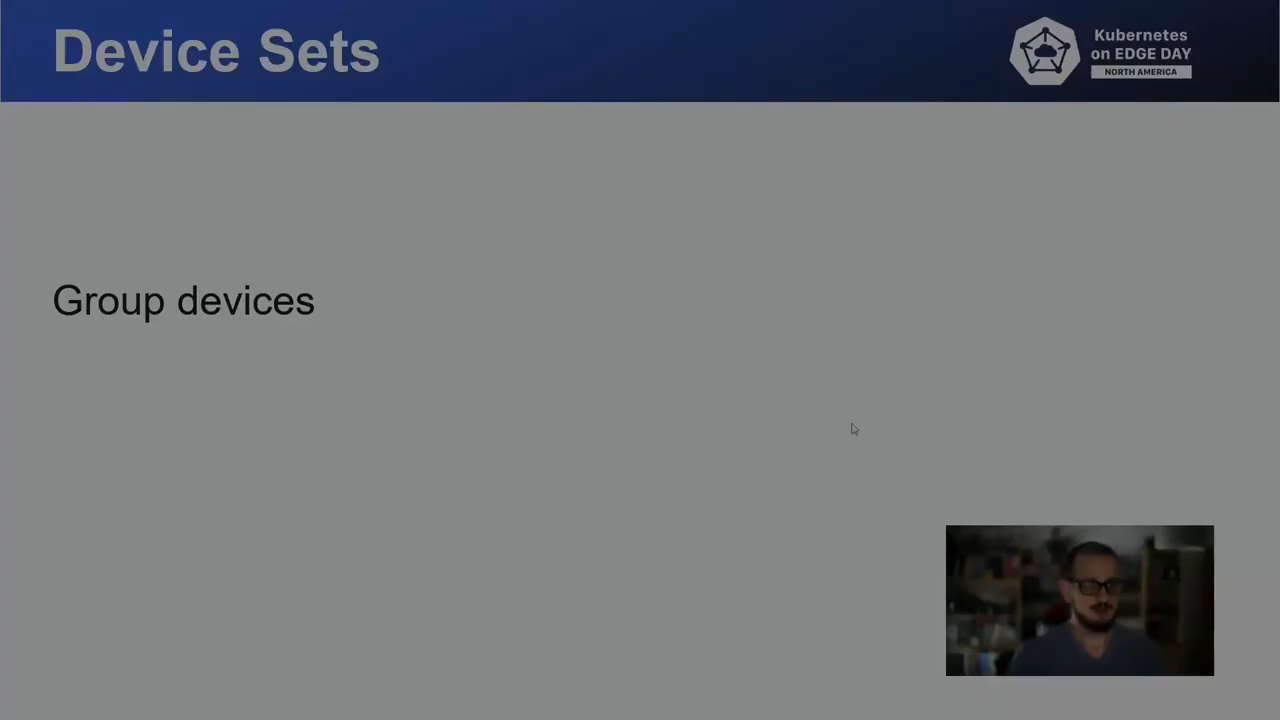 Device Sets
Kubernetes
on EDGE DAY
NORTH AMERICA
Group devices